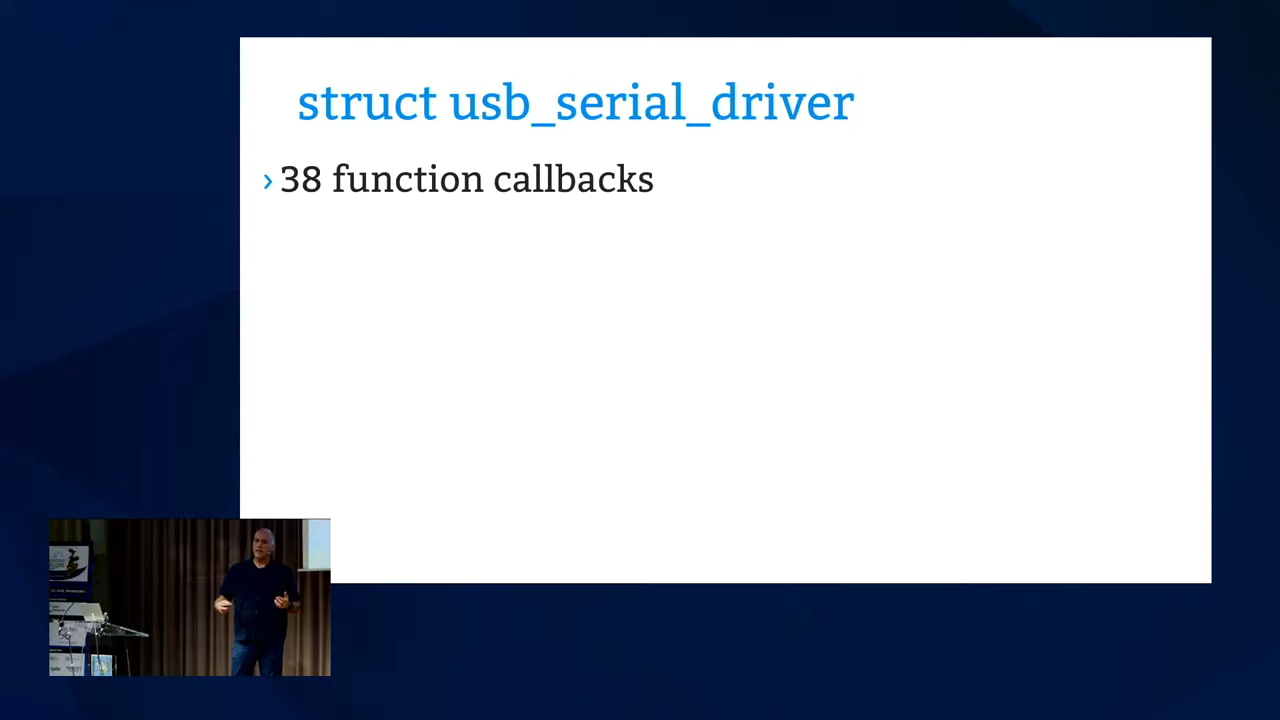 struct usb_serial_driver
› 38 function callbacks